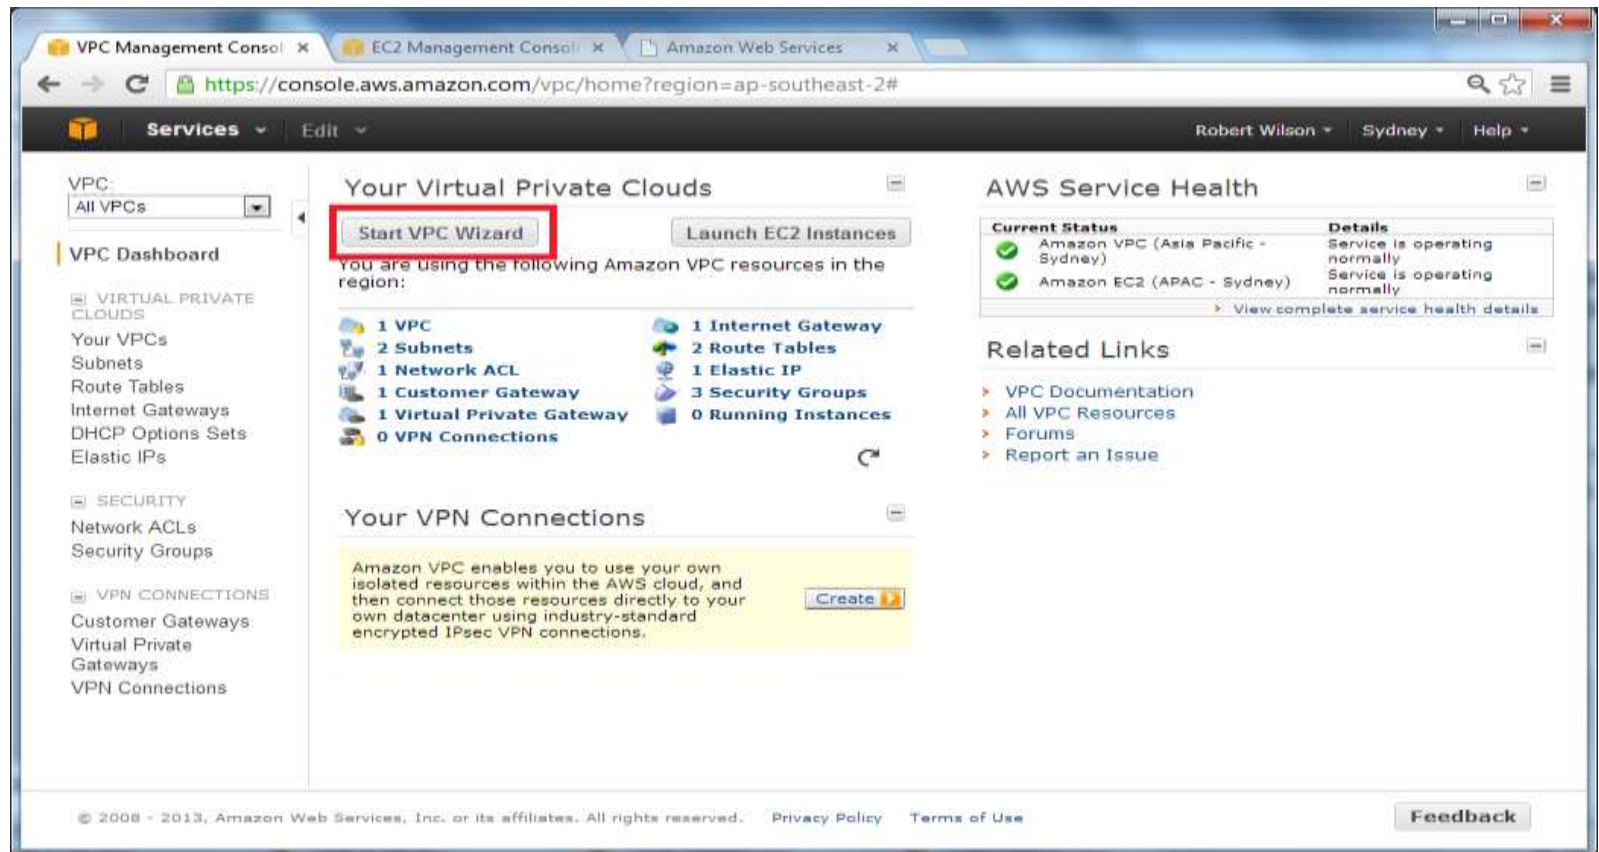 VPC Management Consol
EC2 Management Consol
Amazon Web Services
https://console.aws.amazon.com/vpc/home?region=ap-southeast-2#
Services
Edit
Robert Wilson
Sydney
Help
VPC:
All VPCs
VPC Dashboard
VIRTUAL PRIVATE
CLOUDS
Your VPCs
Subnets
Route Tables
Internet Gateways
DHCP Options Sets
Elastic IPs
SECURITY
Network ACLs
Security Groups
VPN CONNECTIONS
Customer Gateways
Virtual Private
Gateways
VPN Connections
Your Virtual Private Clouds
Start VPC Wizard
Launch EC2 Instances
You are using the following Amazon VPC resources in the
region:
1 VPC
1 Internet Gateway
2 Subnets
2 Route Tables
1 Network ACL
1 Elastic IP
1 Customer Gateway
3 Security Groups
1 Virtual Private Gateway
0 Running Instances
0 VPN Connections
Your VPN Connections
Amazon VPC enables you to use your own
isolated resources within the AWS cloud, and
then connect those resources directly to your
own datacenter using industry-standard
encrypted IPsec VPN connections.
Create
AWS Service Health
Current Status
Details
Amazon VPC (Asia Pacific -
Sydney)
Service is operating
normally
Amazon EC2 (APAC - Sydney)
Service is operating
normally
View complete service health details
Related Links
VPC Documentation
All VPC Resources
Forums
Report an Issue
© 2008 - 2013, Amazon Web Services, Inc. or its affiliates. All rights reserved.
Privacy Policy
Terms of Use
Feedback